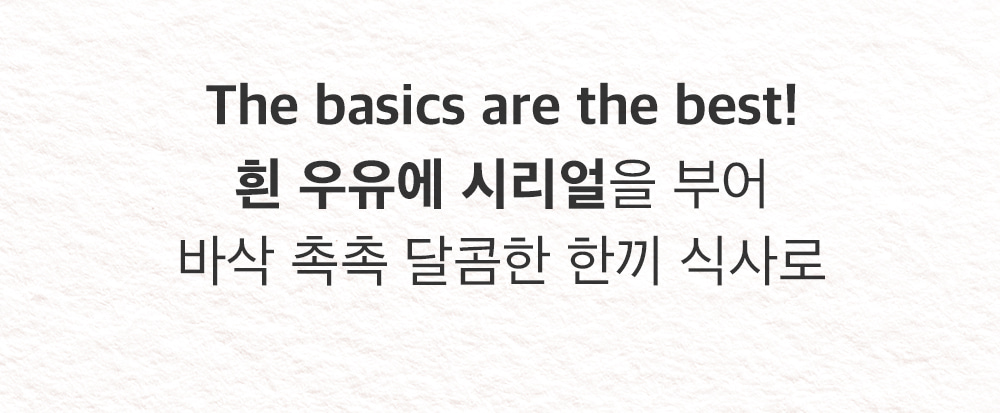 The basics are the best!
흰 우유에 시리얼을 부어
바삭 촉촉 달콤한 한끼 식사로